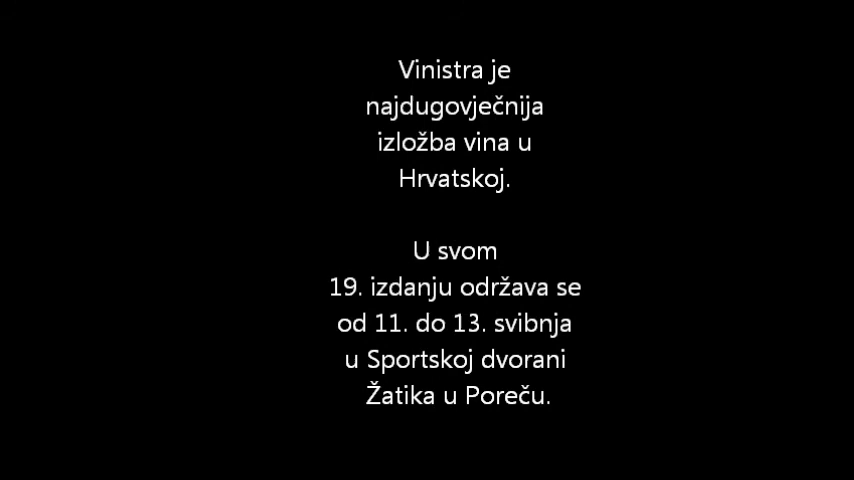 Vinistra je
najdugovječnija
izložba vina u
Hrvatskoj.
U svom
19. izdanju održava se
od 11. do 13. svibnja
u Sportskoj dvorani
Žatika u Poreču.